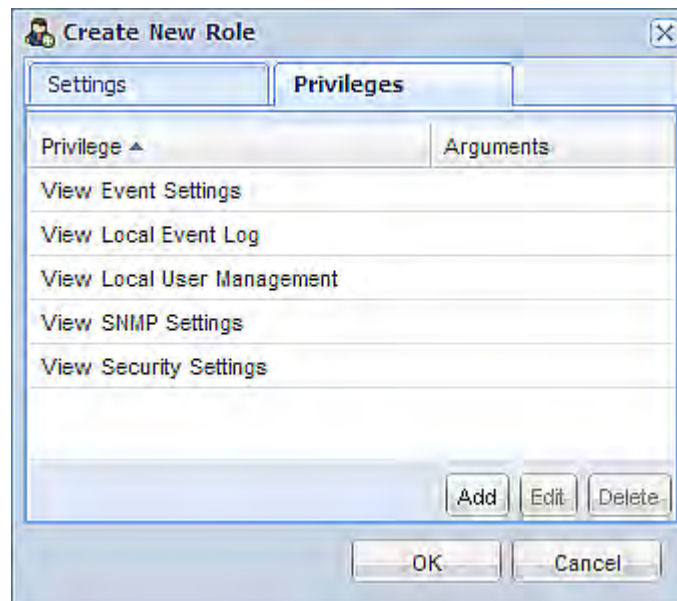 Create New Role
Settings Privileges
Privilege Arguments
View Event Settings
View Local Event Log
View Local User Management
View SNMP Settings
View Security Settings
Add Edit Delete
OK Cancel